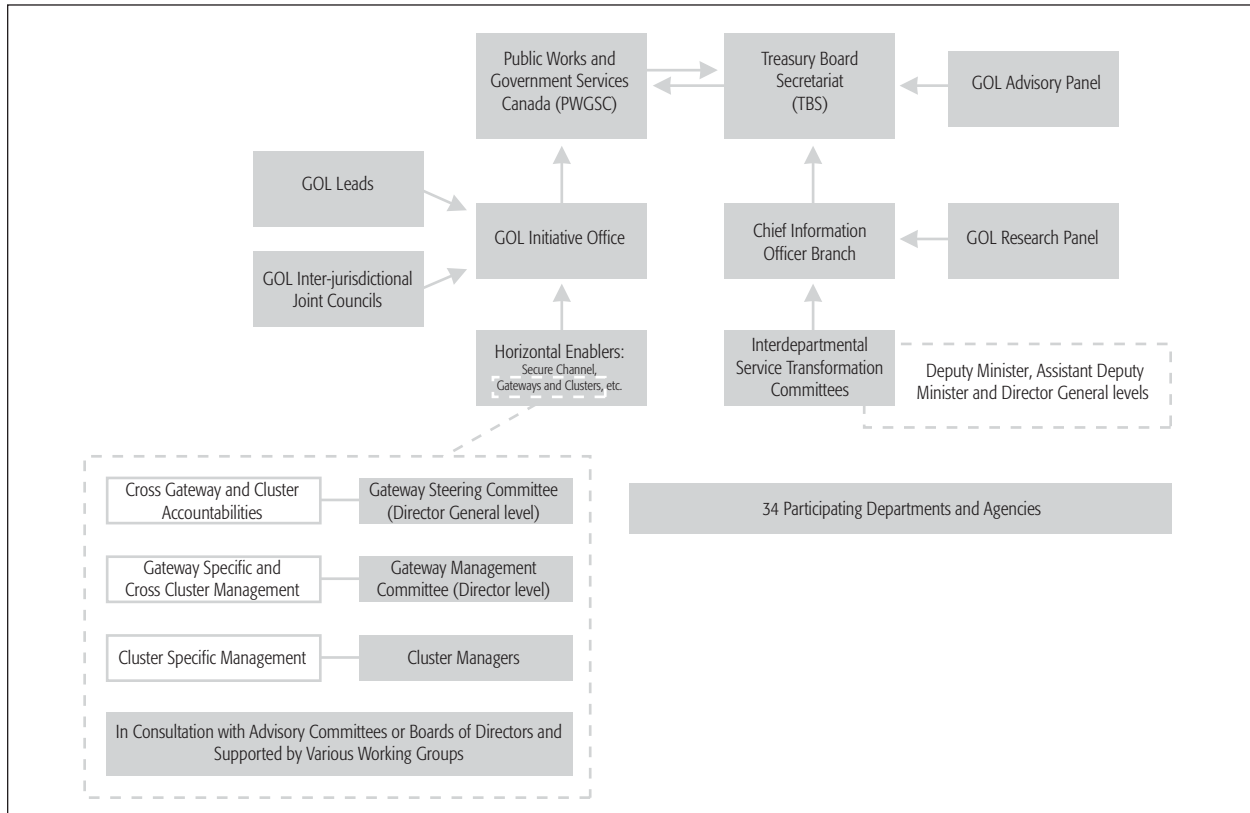 Public Works and
Government Services
Canada (PWGSC)
Treasury Board
Secretariat
(TBS)
GOL Advisory Panel
GOL Leads
GOL Initiative Office
Chief Information
Officer Branch
GOL Research Panel
GOL Inter-jurisdictional
Joint Councils
Horizontal Enablers:
Secure Channel,
Gateways and Clusters, etc.
Interdepartmental
Service Transformation
Committees
Deputy Minister, Assistant Deputy
Minister and Director General levels
Cross Gateway and Cluster
Accountabilities
Gateway Steering Committee
(Director General level)
34 Participating Departments and Agencies
Gateway Specific and
Cross Cluster Management
Gateway Management
Committee (Director level)
Cluster Specific Management
Cluster Managers
In Consultation with Advisory Committees or Boards of Directors and
Supported by Various Working Groups